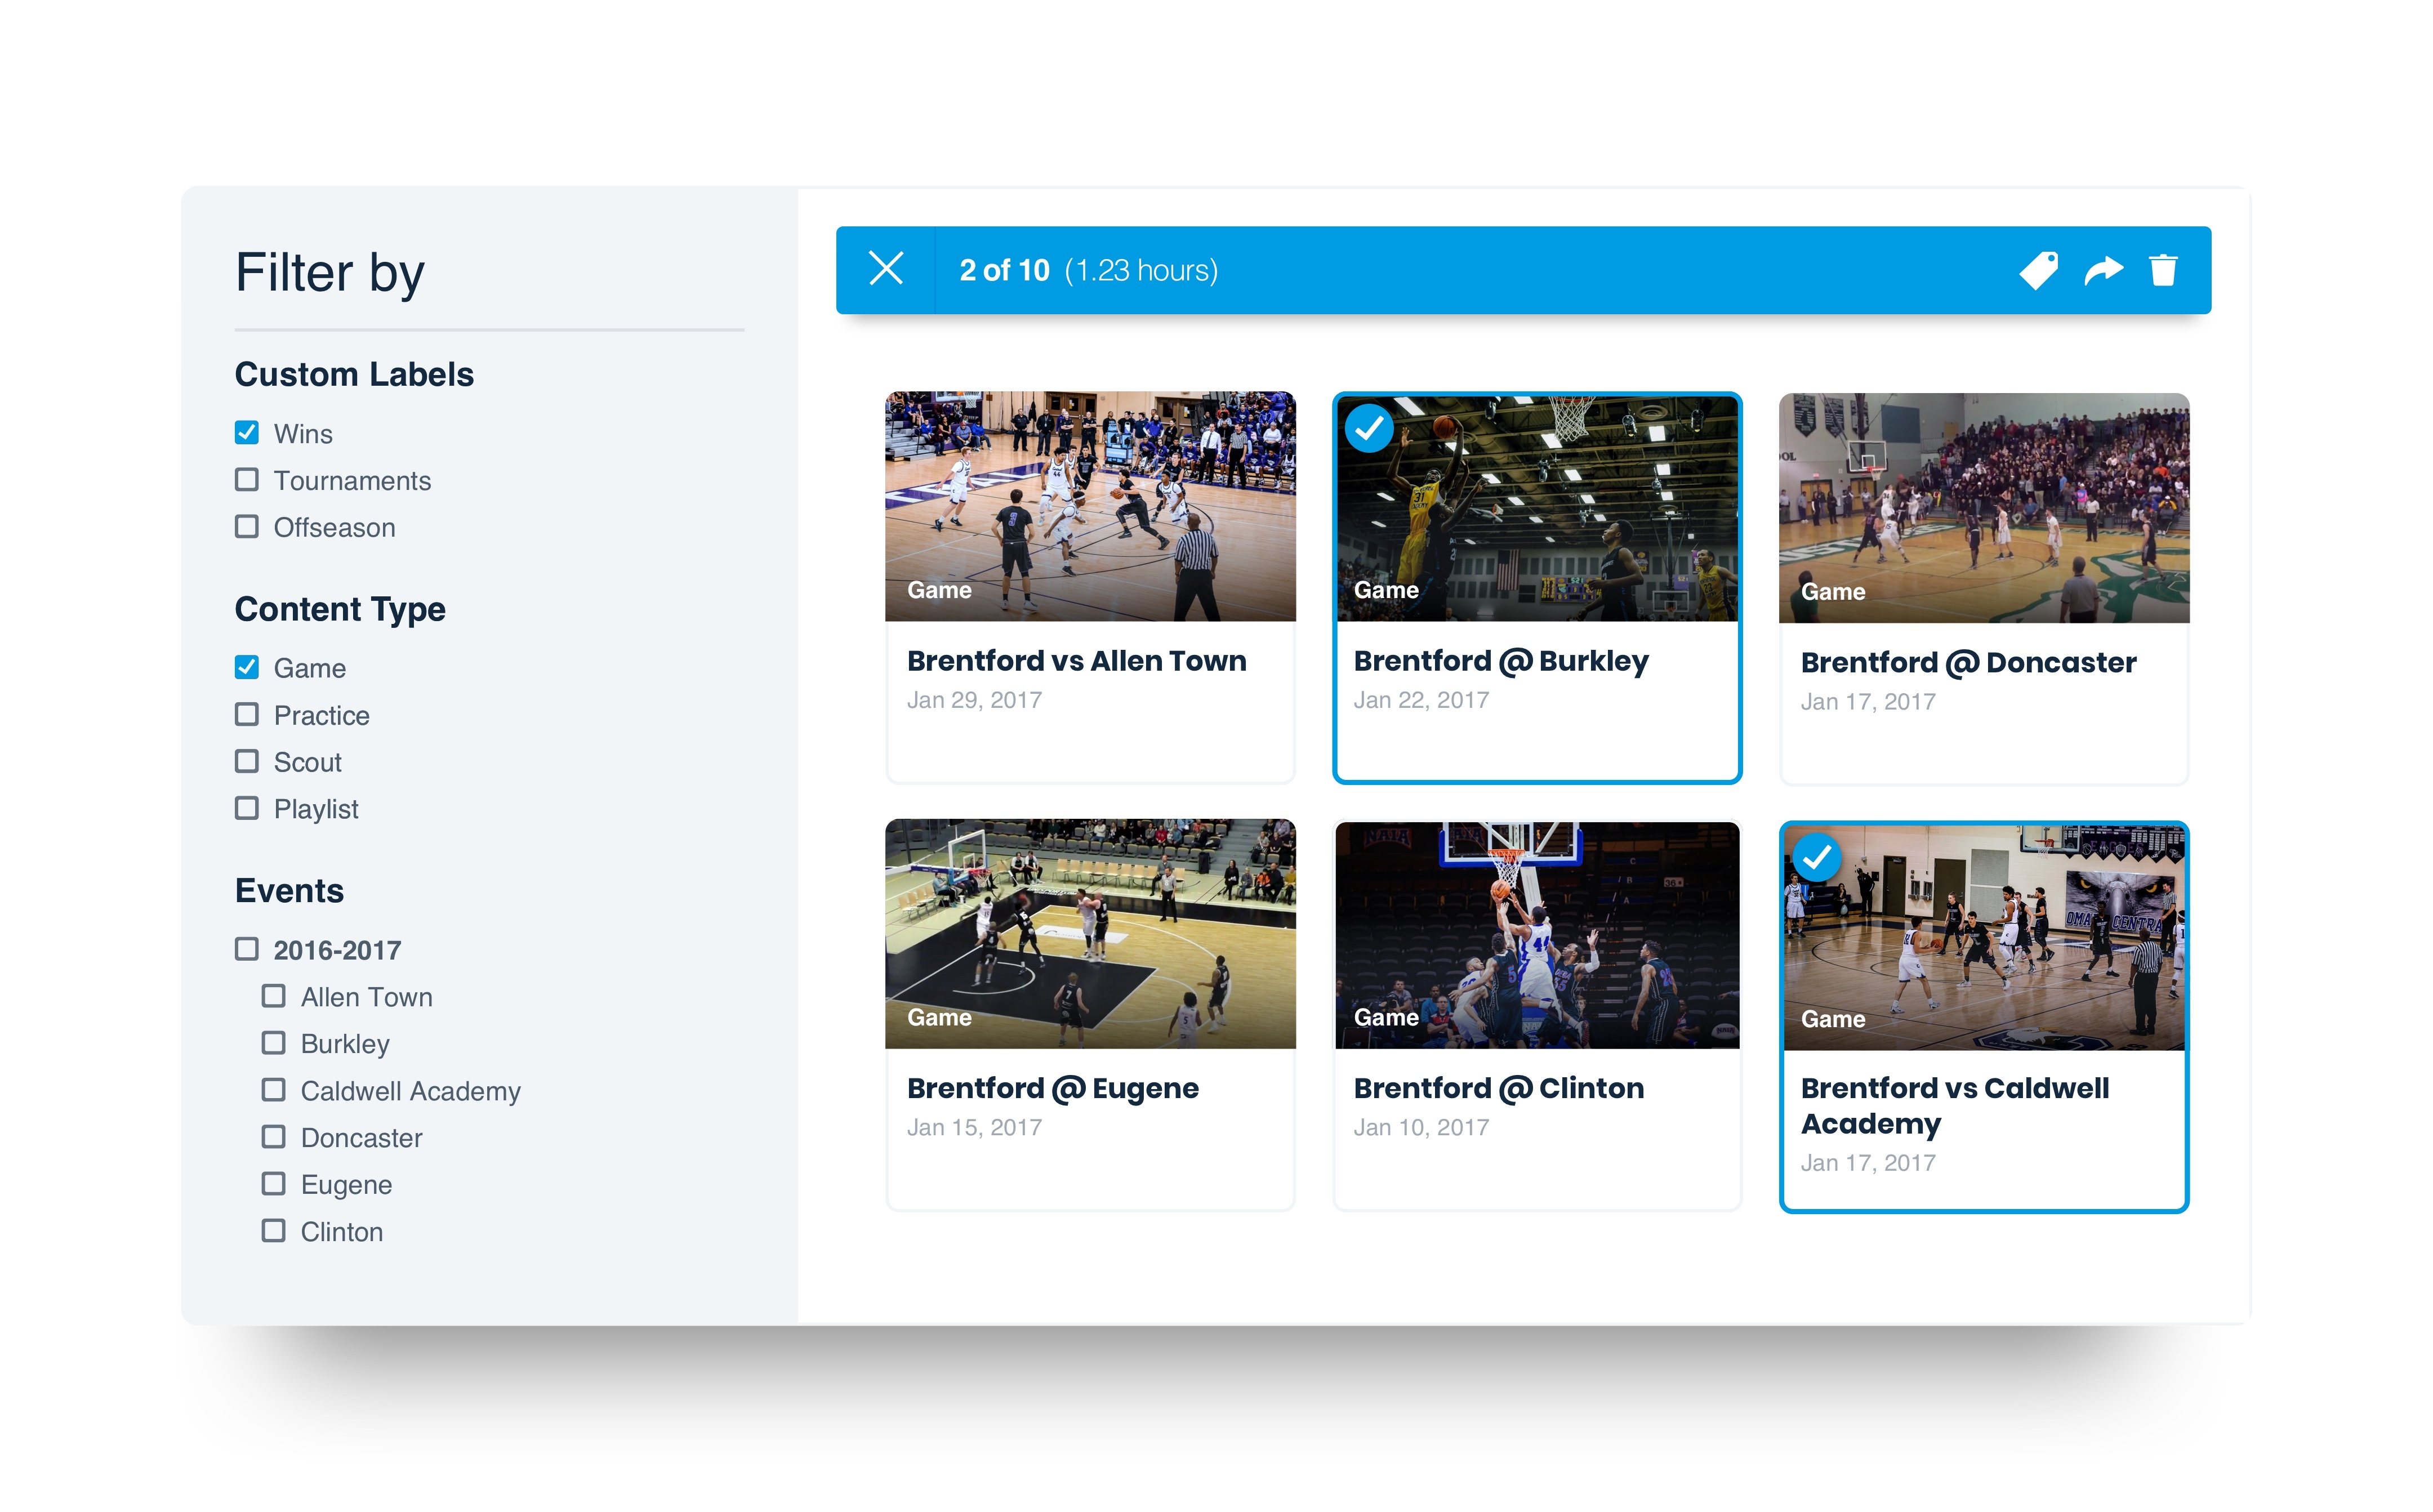 Filter by
Custom Labels
Wins
Tournaments
Offseason
Content Type
Game
Practice
Scout
Playlist
Events
2016-2017
Allen Town
Burkley
Caldwell Academy
Doncaster
Eugene
Clinton
2 of 10 (1.23 hours)
Game
Brentford vs Allen Town
Jan 29, 2017
31
Game
Brentford @ Burkley
Jan 22, 2017
Game
Brentford @ Doncaster
Jan 17, 2017
Game
Brentford @ Eugene
Jan 15, 2017
44
Game
Brentford @ Clinton
Jan 10, 2017
Game
Brentford vs Caldwell
Academy
Jan 17, 2017